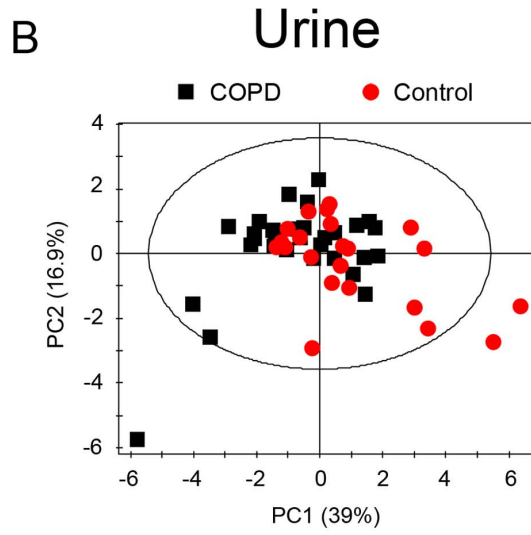 B
Urine
COPD
Control
4
2
0
-2
-4
-6
PC2 (16.9%)
-6 -4 -2 0 2 4 6
PC1 (39%)